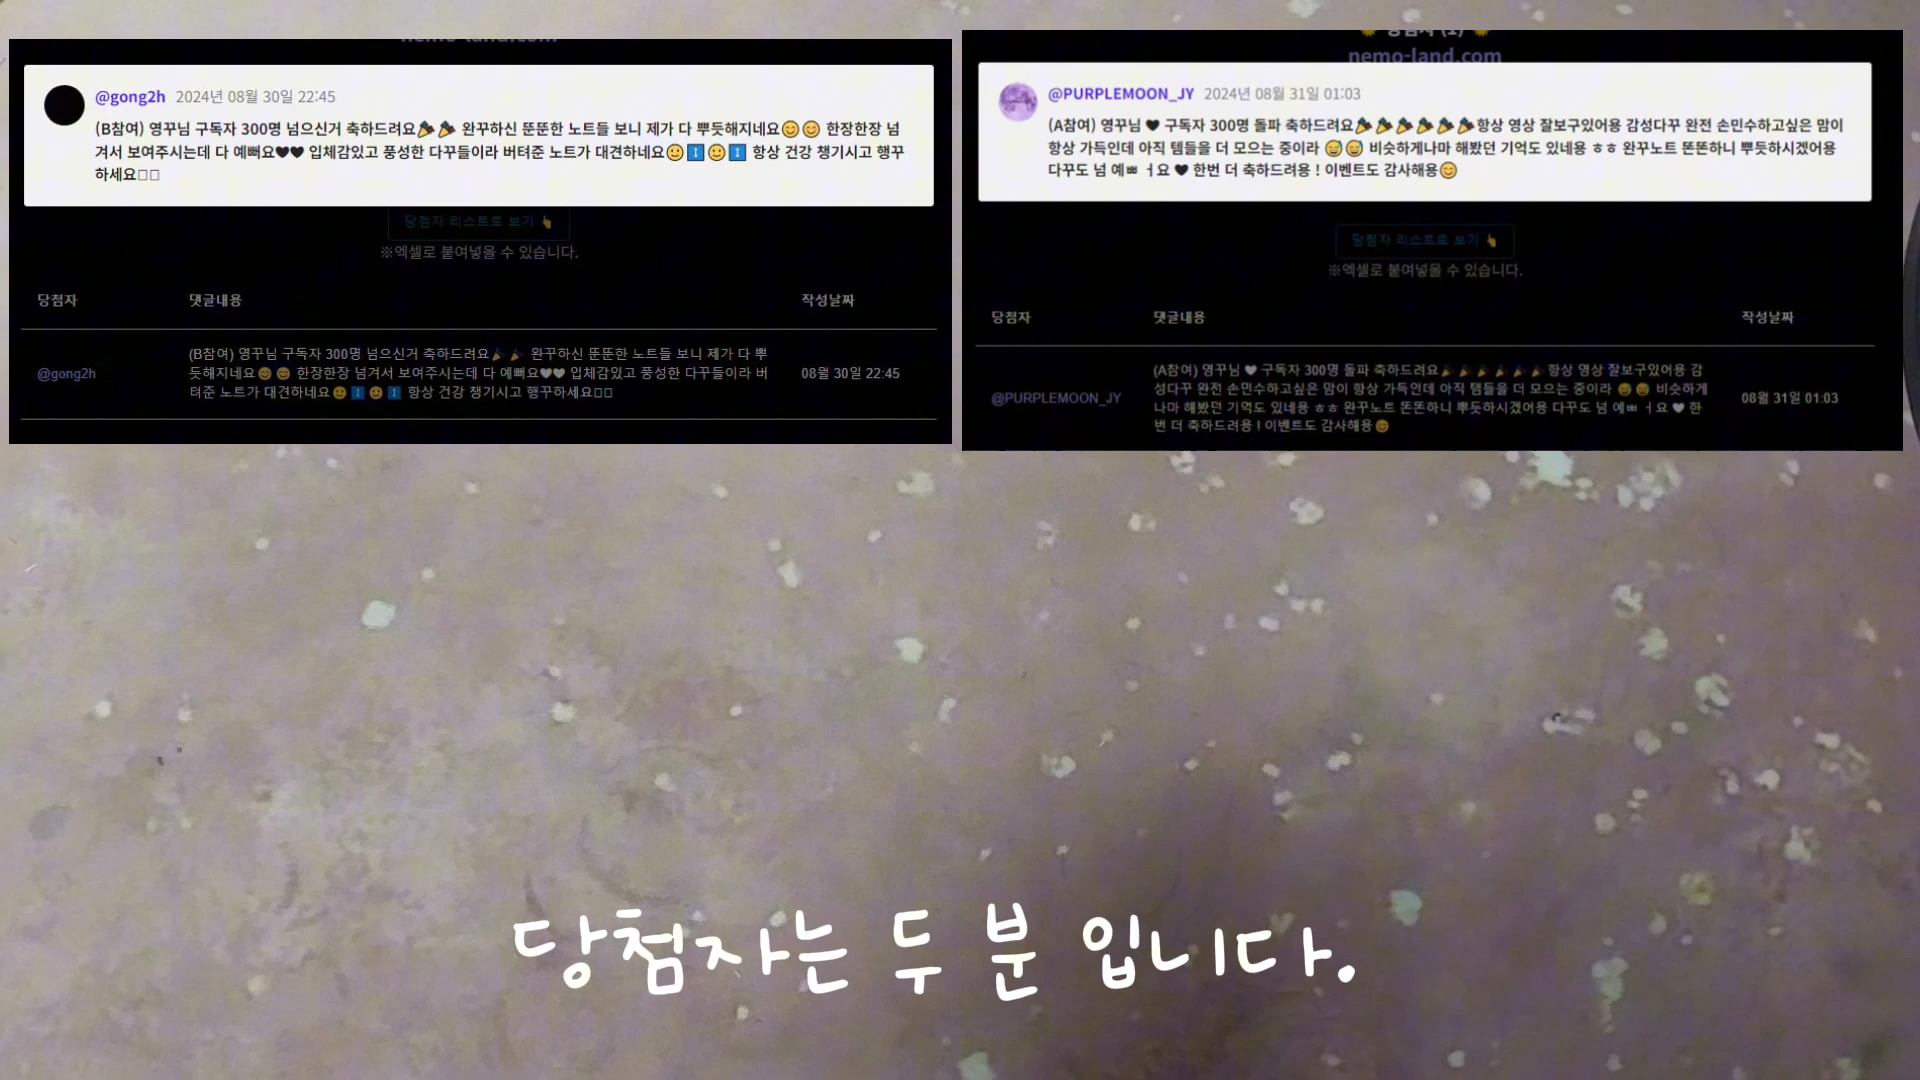 nemo-land.com
@gong2h 2024년 08월 30일 22:45
(B참여) 영꾸님 구독자 300명 넘으신거 축하드려요🎉🎉 완꾸하신 뚠뚠한 노트들 보니 제가 다 뿌듯해지네요😊😊 한장한장 넘
겨서 보여주시는데 다 예뻐요🖤🖤 입체감있고 풍성한 다꾸들이라 버텨준 노트가 대견하네요🙂↕🙂↕ 항상 건강 챙기시고 행꾸
하세요
당첨자 리스트로 보기 👆
※엑셀로 붙여넣을 수 있습니다.
당첨자 댓글내용 작성날짜
@gong2h
(B참여) 영꾸님 구독자 300명 넘으신거 축하드려요🎉🎉 완꾸하신 뚠뚠한 노트들 보니 제가 다 뿌
듯해지네요😊😊 한장한장 넘겨서 보여주시는데 다 예뻐요🖤🖤 입체감있고 풍성한 다꾸들이라 버
텨준 노트가 대견하네요🙂↕🙂↕ 항상 건강 챙기시고 행꾸하세요
08월 30일 22:45
당첨자 (1)
nemo-land.com
@PURPLEMOON_JY 2024년 08월 31일 01:03
(A참여) 영꾸님 🖤 구독자 300명 돌파 축하드려요🎉🎉🎉🎉🎉🎉항상 영상 잘보구있어용 감성다꾸 완전 손민수하고싶은 맘이
항상 가득인데 아직 템들을 더 모으는 중이라 😅😅 비슷하게나마 해봤던 기억도 있네용 ㅎㅎ 완꾸노트 똔똔하니 뿌듯하시겠어용
다꾸도 넘 예ㅃㅓ요 🖤 한번 더 축하드려용 ! 이벤트도 감사해용😊
당첨자 리스트로 보기 👆
※엑셀로 붙여넣을 수 있습니다.
당첨자 댓글내용 작성날짜
@PURPLEMOON_JY
(A참여) 영꾸님 🖤 구독자 300명 돌파 축하드려요🎉🎉🎉🎉🎉🎉항상 영상 잘보구있어용 감
성다꾸 완전 손민수하고싶은 맘이 항상 가득인데 아직 템들을 더 모으는 중이라 😅😅 비슷하게
나마 해봤던 기억도 있네용 ㅎㅎ 완꾸노트 똔똔하니 뿌듯하시겠어용 다꾸도 넘 예ㅃㅓ요 🖤 한
번 더 축하드려용 ! 이벤트도 감사해용😊
08월 31일 01:03
당첨자는 두 분 입니다.